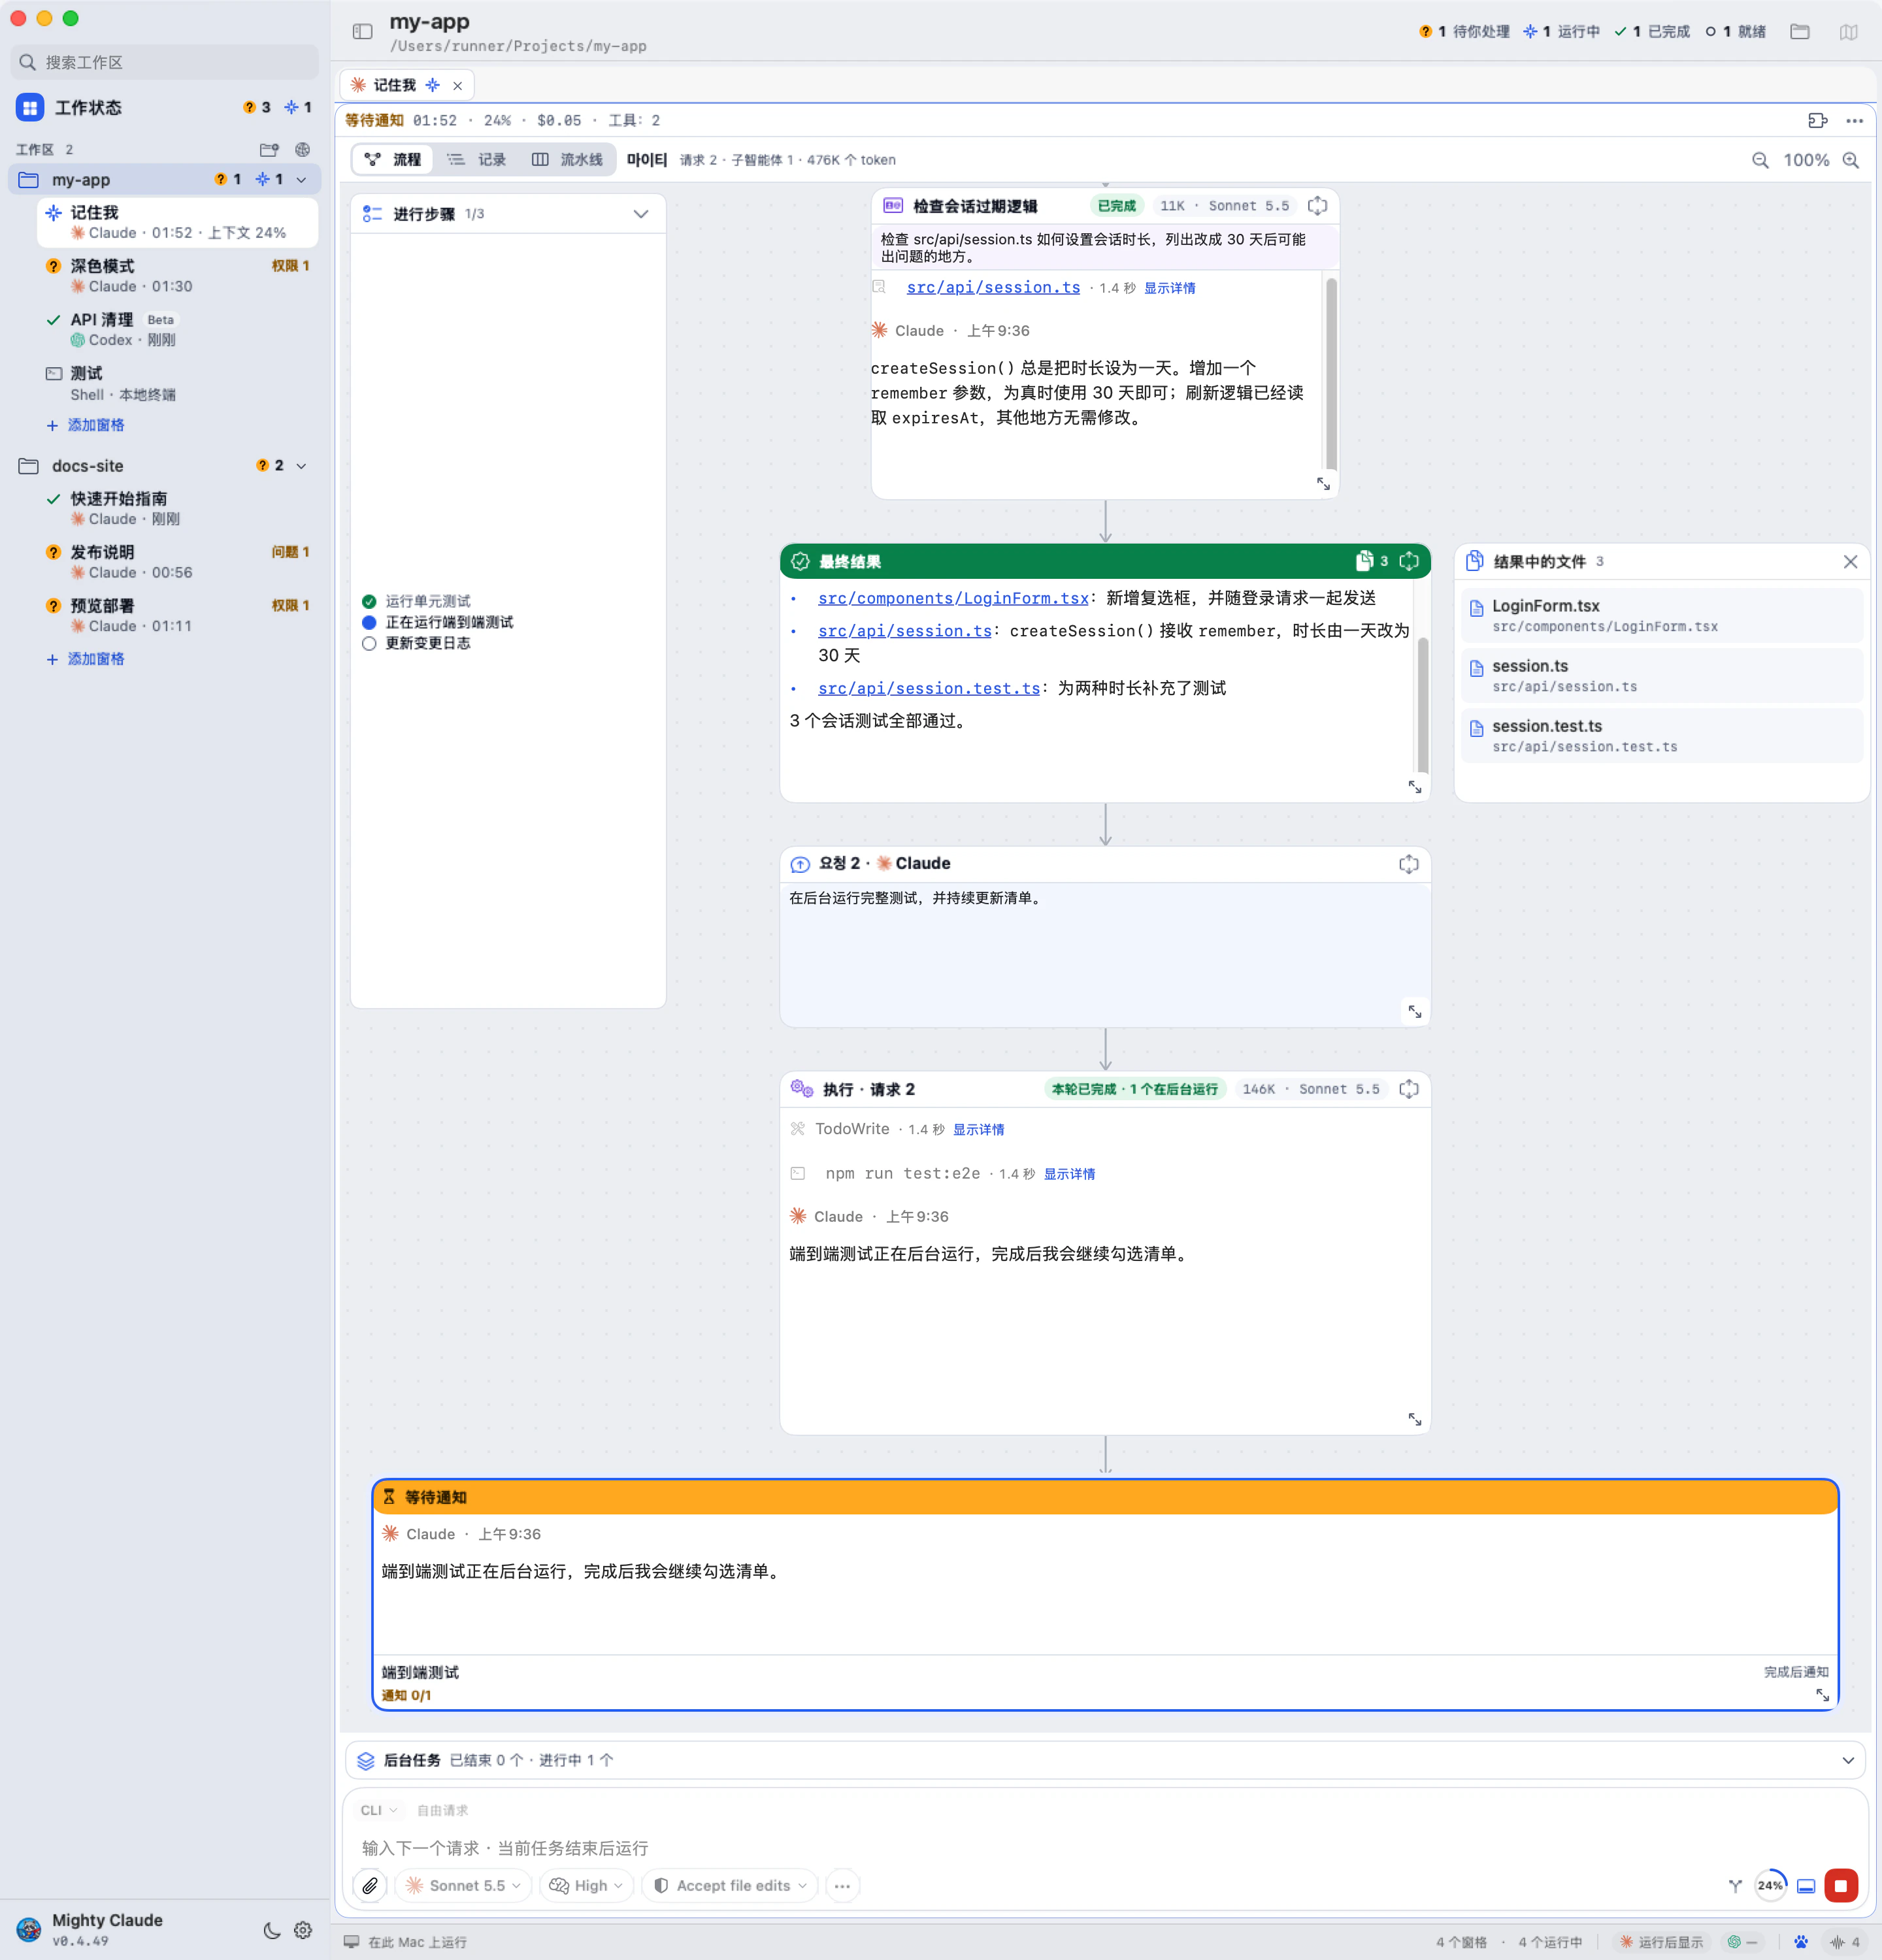 my-app
/Users/runner/Projects/my-app
1 待你处理 1 运行中 1 已完成 1 就绪
搜索工作区
工作状态 3 1
工作区 2
my-app 1 1
记住我
Claude · 01:52 · 上下文 24%
深色模式 权限 1
Claude · 01:30
API 清理 Beta
Codex · 刚刚
测试
Shell · 本地终端
添加窗格
docs-site 2
快速开始指南
Claude · 刚刚
发布说明 问题 1
Claude · 00:56
预览部署 权限 1
Claude · 01:11
添加窗格
Mighty Claude
v0.4.49
记住我
等待通知 01:52 · 24% · $0.05 · 工具: 2
流程 记录 流水线 마이티 请求 2 · 子智能体 1 · 476K 个 token
100%
进行步骤 1/3
运行单元测试
正在运行端到端测试
更新变更日志
检查会话过期逻辑 已完成 11K · Sonnet 5.5
检查 src/api/session.ts 如何设置会话时长，列出改成 30 天后可能
出问题的地方。
src/api/session.ts · 1.4 秒 显示详情
Claude · 上午9:36
createSession() 总是把时长设为一天。增加一个
remember 参数，为真时使用 30 天即可；刷新逻辑已经读
取 expiresAt，其他地方无需修改。
最终结果 3
• src/components/LoginForm.tsx：新增复选框，并随登录请求一起发送
• src/api/session.ts：createSession() 接收 remember，时长由一天改为
30 天
• src/api/session.test.ts：为两种时长补充了测试
3 个会话测试全部通过。
结果中的文件 3
LoginForm.tsx
src/components/LoginForm.tsx
session.ts
src/api/session.ts
session.test.ts
src/api/session.test.ts
요청 2 · Claude
在后台运行完整测试，并持续更新清单。
执行 · 请求 2 本轮已完成 · 1 个在后台运行 146K · Sonnet 5.5
TodoWrite · 1.4 秒 显示详情
npm run test:e2e · 1.4 秒 显示详情
Claude · 上午9:36
端到端测试正在后台运行，完成后我会继续勾选清单。
等待通知
Claude · 上午9:36
端到端测试正在后台运行，完成后我会继续勾选清单。
端到端测试 完成后通知
通知 0/1
后台任务 已结束 0 个 · 进行中 1 个
CLI 自由请求
输入下一个请求 · 当前任务结束后运行
Sonnet 5.5 High Accept file edits 24%
在此 Mac 上运行 4 个窗格 · 4 个运行中 运行后显示 — 4